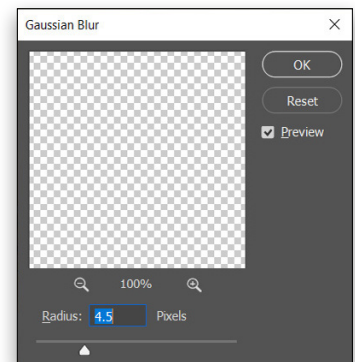 Gaussian Blur
OK
Reset
Preview
100%
Radius: 4.5 Pixels